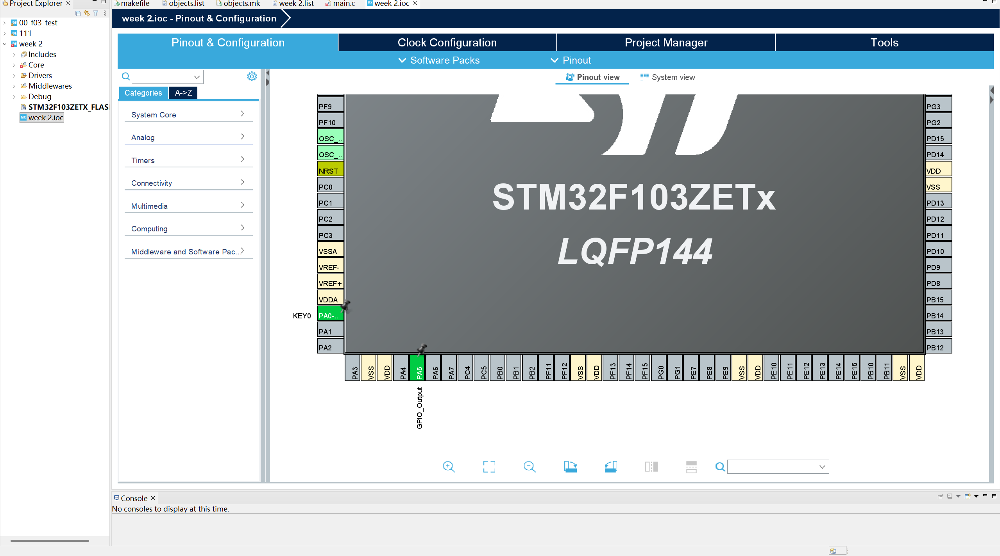 Project Explorer
makefile
objects.list
objects.mk
week 2.list
main.c
week 2.ioc
week 2.ioc - Pinout & Configuration
00_f03_test
111
week 2
Includes
Core
Drivers
Middlewares
Debug
STM32F103ZETX_FLAS
week 2.ioc
Pinout & Configuration
Clock Configuration
Project Manager
Tools
Software Packs
Pinout
Pinout view
System view
Categories
A->Z
System Core
Analog
Timers
Connectivity
Multimedia
Computing
Middleware and Software Pac...
PF9
PF10
OSC_..
OSC_..
NRST
PC0
PC1
PC2
PC3
VSSA
VREF-
VREF+
VDDA
KEY0
PA0-..
PA1
PA2
STM32F103ZETx
LQFP144
PG3
PG2
PD15
PD14
VDD
VSS
PD13
PD12
PD11
PD10
PD9
PD8
PB15
PB14
PB13
PB12
PA3
VSS
VDD
PA4
PA5
PA6
PA7
PC4
PC5
PB0
PB1
PB2
PF11
PF12
VSS
VDD
PF13
PF14
PF15
PG0
PG1
PE7
PE8
PE9
VSS
VDD
PE10
PE11
PE12
PE13
PE14
PE15
PB10
PB11
VSS
VDD
GPIO_Output
Console
No consoles to display at this time.